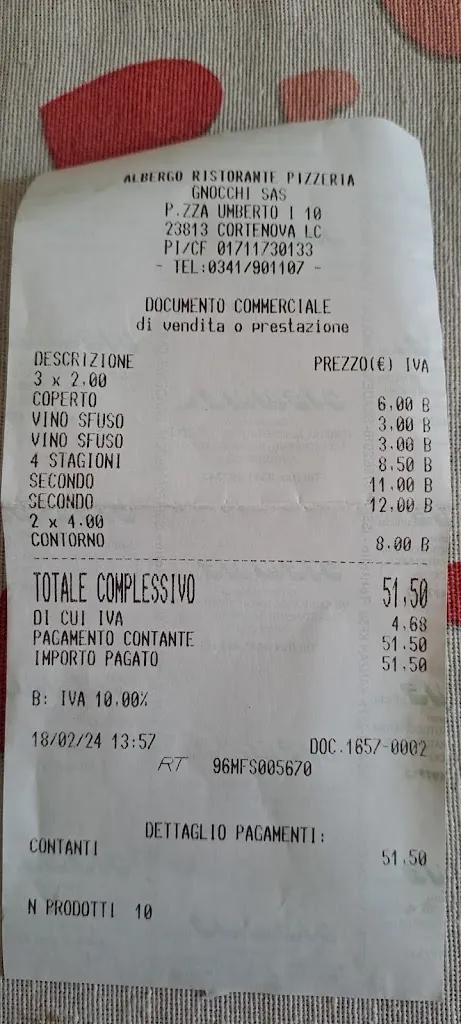 ALBERGO RISTORANTE PIZZERIA
GNOCCHI SAS
P.ZZA UMBERTO I 10
23813 CORTENOVA LC
PI/CF 01711730133
- TEL:0341/901107 -
DOCUMENTO COMMERCIALE
di vendita o prestazione
DESCRIZIONE PREZZO(€) IVA
3 x 2.00
COPERTO 6,00 B
VINO SFUSO 3,00 B
VINO SFUSO 3,00 B
4 STAGIONI 8,50 B
SECONDO 11,00 B
SECONDO 12,00 B
2 x 4.00
CONTORNO 8,00 B
TOTALE COMPLESSIVO 51,50
DI CUI IVA 4,68
PAGAMENTO CONTANTE 51,50
IMPORTO PAGATO 51,50
B: IVA 10,00%
18/02/24 13:57 DOC.1657-0002
RT 96MFS005670
DETTAGLIO PAGAMENTI:
CONTANTI 51,50
N PRODOTTI 10